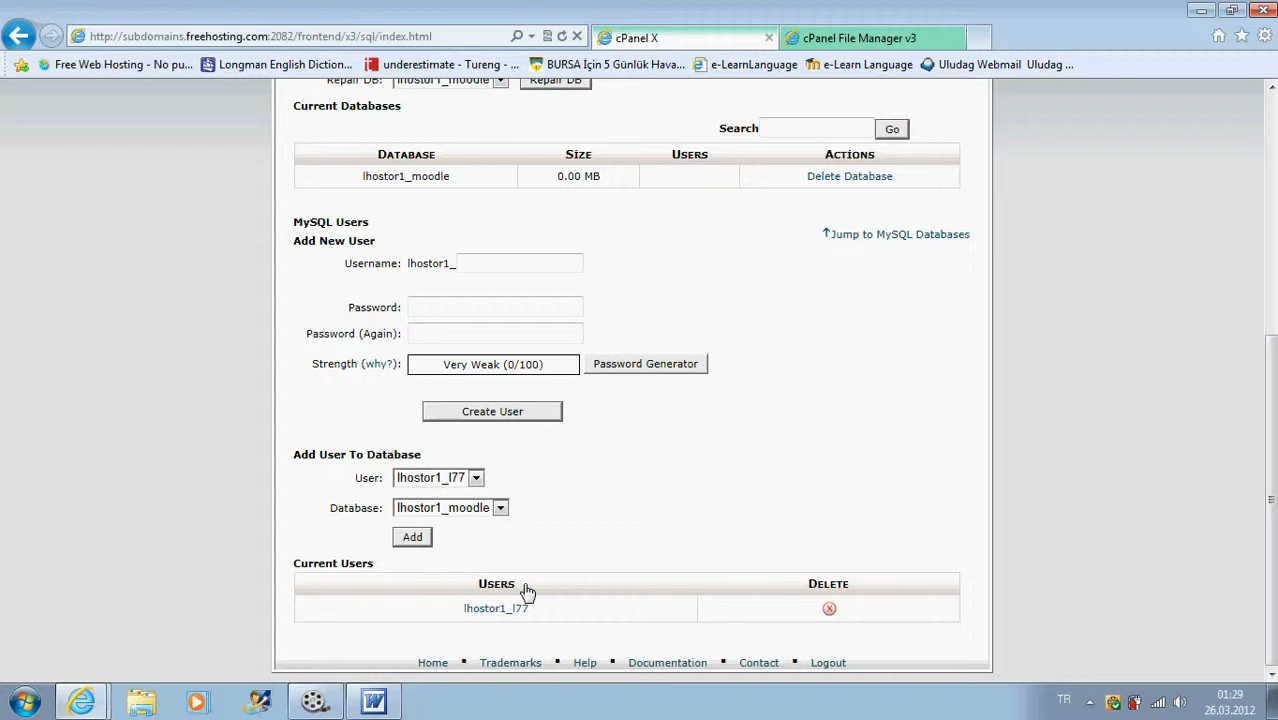 http://subdomains.freehosting.com:2082/frontend/x3/sql/index.html
cPanel X
cPanel File Manager v3
Free Web Hosting - No pu...
Longman English Diction...
underestimate - Tureng - ...
BURSA İçin 5 Günlük Hava...
e-LearnLanguage
e-Learn Language
Uludag Webmail Uludag ...
Repair DB: lhostor1_moodle Repair DB
Current Databases
Search Go
DATABASE SİZE USERS ACTİONS
lhostor1_moodle 0.00 MB Delete Database
MySQL Users
Jump to MySQL Databases
Add New User
Username: lhostor1_
Password:
Password (Again):
Strength (why?): Very Weak (0/100) Password Generator
Create User
Add User To Database
User: lhostor1_l77
Database: lhostor1_moodle
Add
Current Users
USERS DELETE
lhostor1_l77
Home Trademarks Help Documentation Contact Logout
TR
01:29
26.03.2012